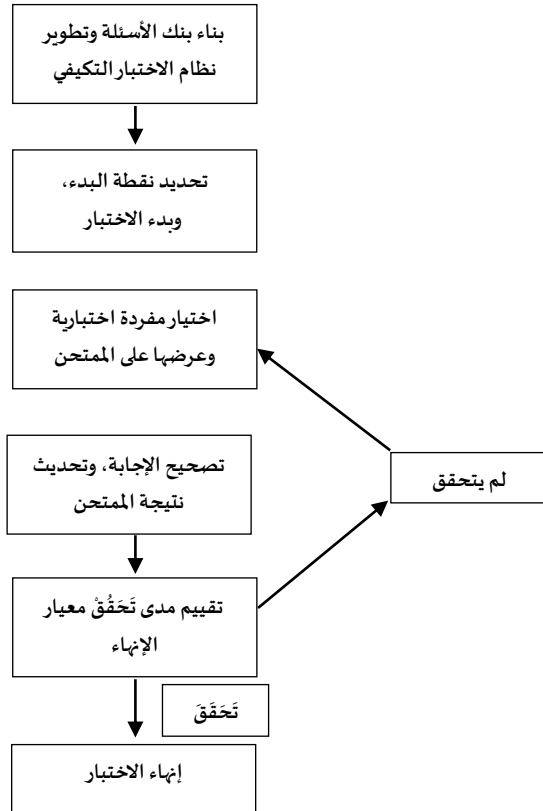 بناء بنك الأسئلة وتطوير
نظام الاختبار التكيفي
تحديد نقطة البدء،
وبدء الاختبار
اختيار مفردة اختبارية
وعرضها على الممتحن
تصحيح الإجابة، وتحديث
نتيجة الممتحن
لم يتحقق
تقييم مدى تَحَقُقْ معيار
الإنهاء
تَحَقَقَ
إنهاء الاختبار